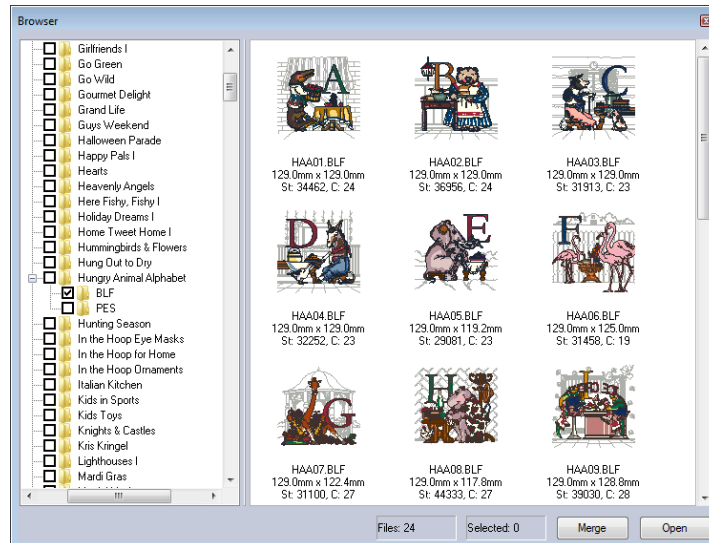 Browser
Girlfriends I
Go Green
Go Wild
Gourmet Delight
Grand Life
Guys Weekend
Halloween Parade
Happy Pals I
Hearts
Heavenly Angels
Here Fishy, Fishy I
Holiday Dreams I
Home Tweet Home I
Hummingbirds & Flowers
Hung Out to Dry
Hungry Animal Alphabet
BLF
PES
Hunting Season
In the Hoop Eye Masks
In the Hoop for Home
In the Hoop Ornaments
Italian Kitchen
Kids in Sports
Kids Toys
Knights & Castles
Kris Kringel
Lighthouses I
Mardi Gras
A
B
C
HAA01.BLF
129.0mm x 129.0mm
St: 34462, C: 24
HAA02.BLF
129.0mm x 129.0mm
St: 36956, C: 24
HAA03.BLF
129.0mm x 129.0mm
St: 31913, C: 23
D
E
F
HAA04.BLF
129.0mm x 129.0mm
St: 32252, C: 23
HAA05.BLF
129.0mm x 119.2mm
St: 29081, C: 23
HAA06.BLF
129.0mm x 125.0mm
St: 31458, C: 19
G
H
I
HAA07.BLF
129.0mm x 122.4mm
St: 31100, C: 27
HAA08.BLF
129.0mm x 117.8mm
St: 44333, C: 27
HAA09.BLF
129.0mm x 128.8mm
St: 39030, C: 28
Files: 24
Selected: 0
Merge
Open